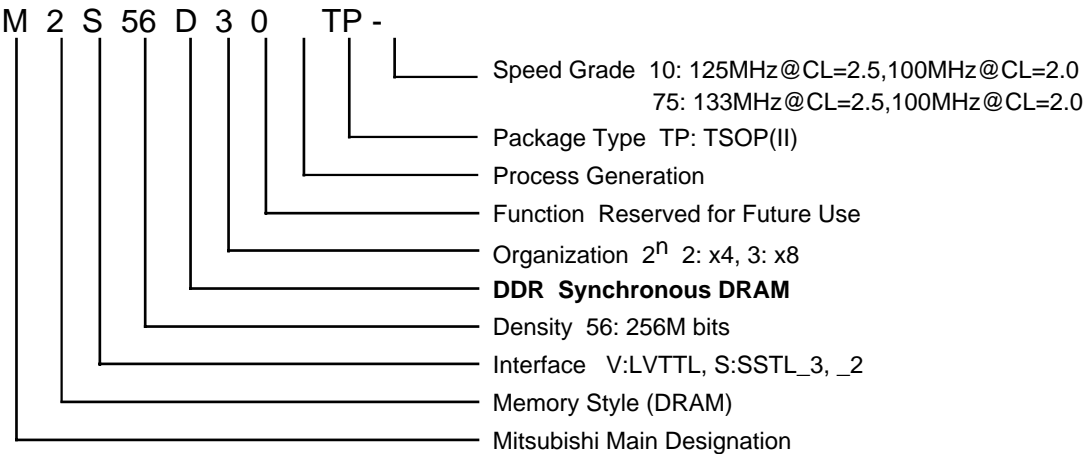 M 2 S 56 D 3 0 TP -
Speed Grade 10: 125MHz@CL=2.5,100MHz@CL=2.0
75: 133MHz@CL=2.5,100MHz@CL=2.0
Package Type TP: TSOP(II)
Process Generation
Function Reserved for Future Use
Organization 2ⁿ 2: x4, 3: x8
DDR Synchronous DRAM
Density 56: 256M bits
Interface V:LVTTL, S:SSTL_3, _2
Memory Style (DRAM)
Mitsubishi Main Designation